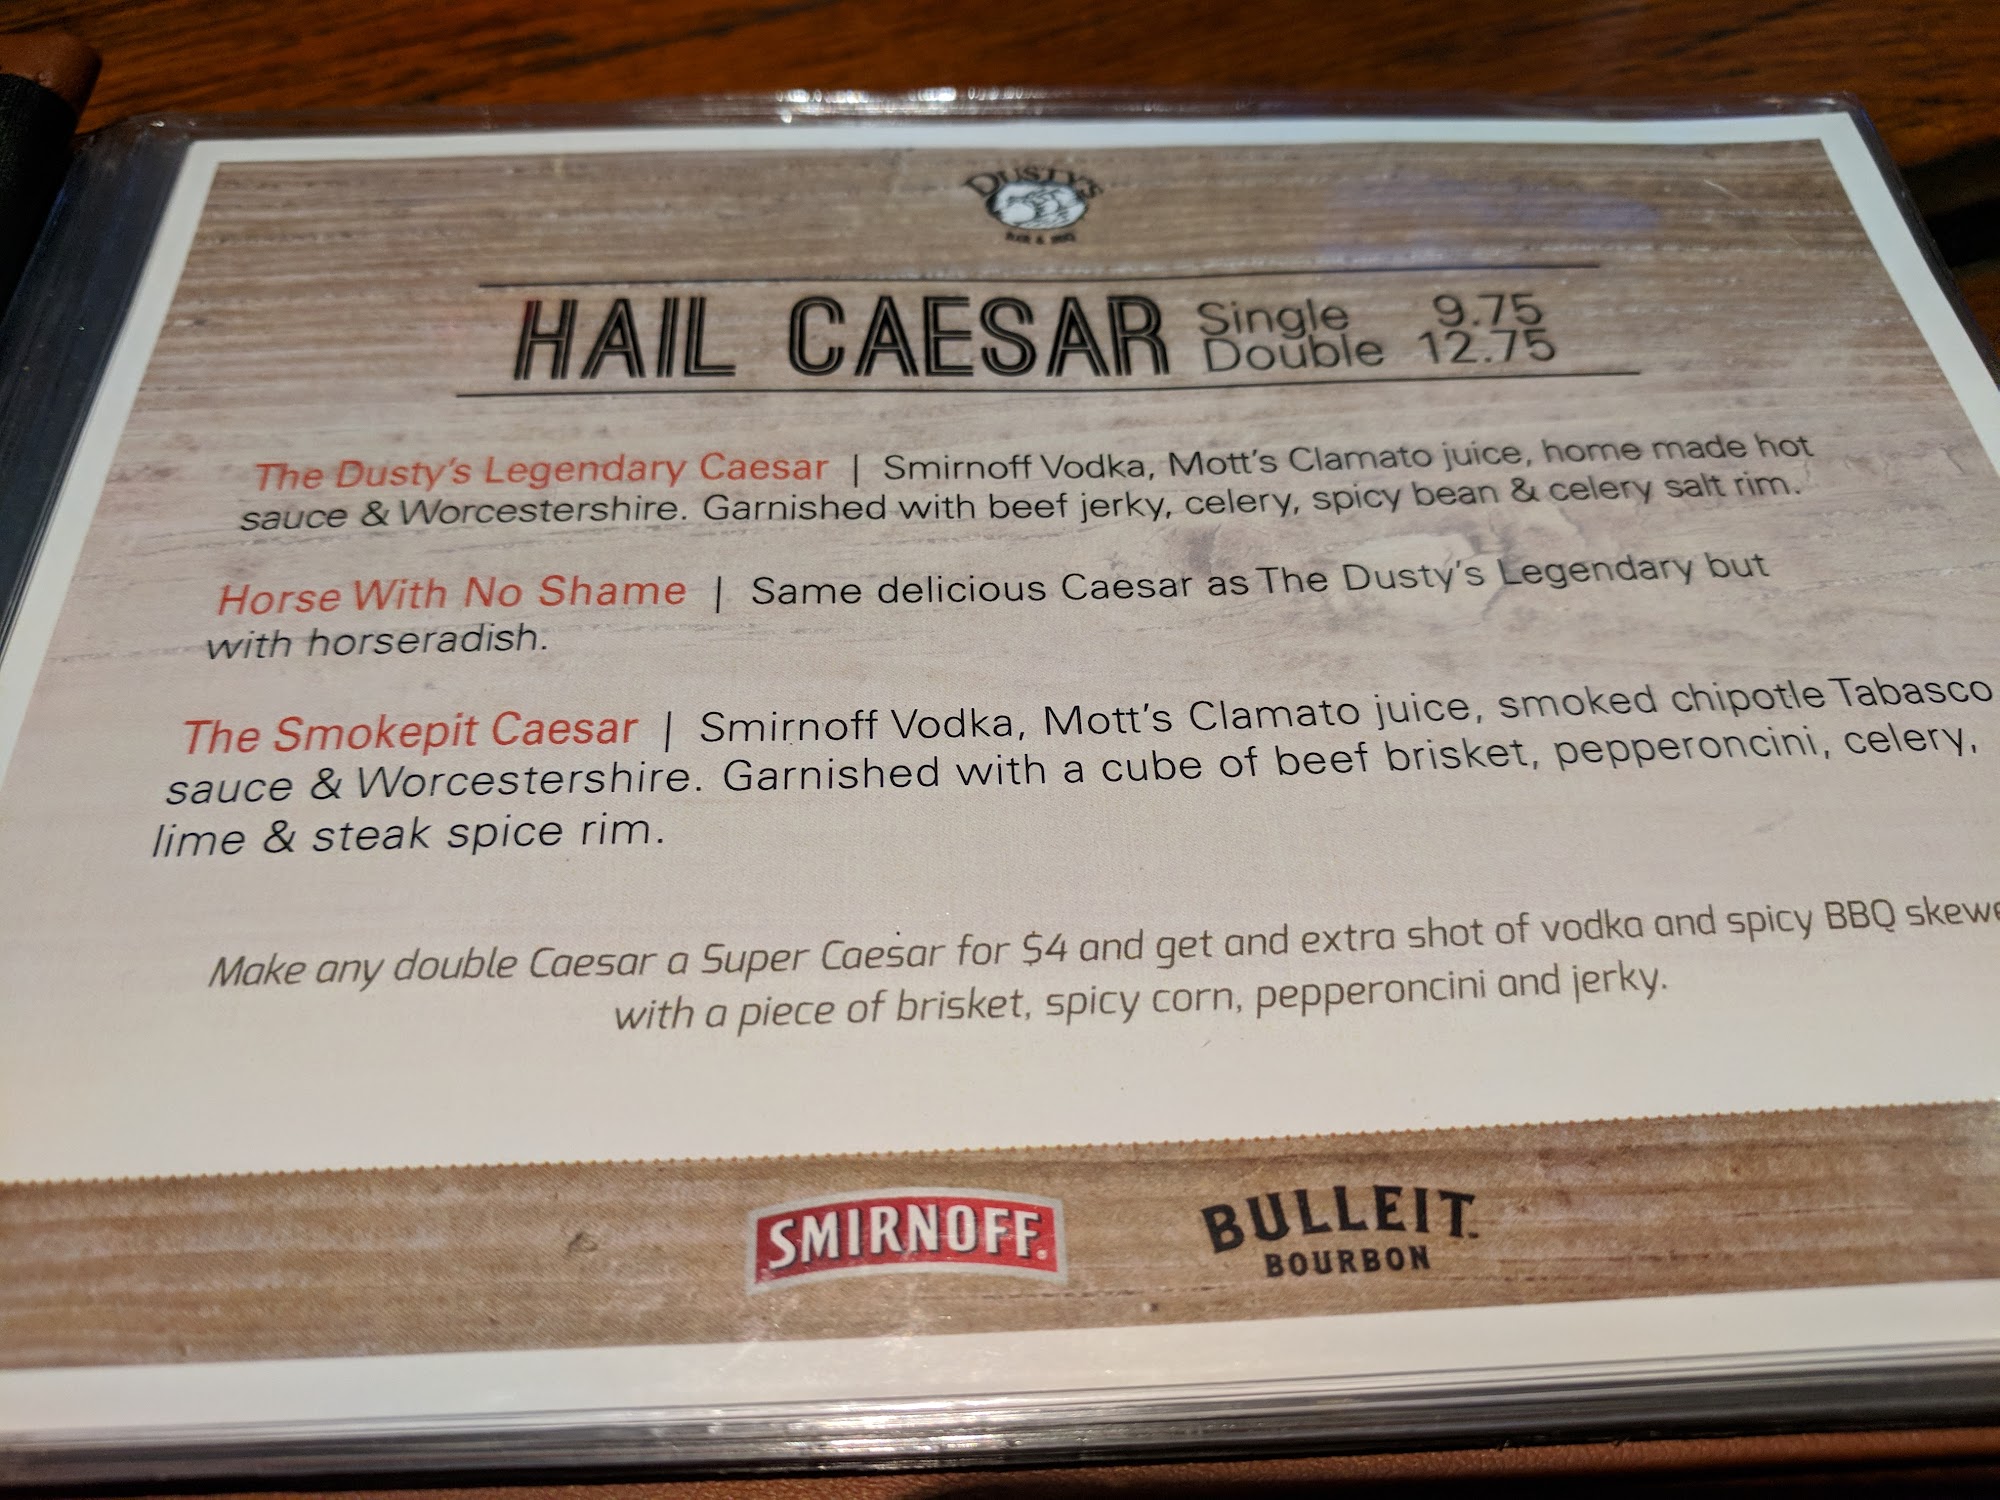 DUSTY'S
BAR & BBQ
HAIL CAESAR Single 9.75
Double 12.75
The Dusty's Legendary Caesar | Smirnoff Vodka, Mott's Clamato juice, home made hot
sauce & Worcestershire. Garnished with beef jerky, celery, spicy bean & celery salt rim.
Horse With No Shame | Same delicious Caesar as The Dusty's Legendary but
with horseradish.
The Smokepit Caesar | Smirnoff Vodka, Mott's Clamato juice, smoked chipotle Tabasco
sauce & Worcestershire. Garnished with a cube of beef brisket, pepperoncini, celery,
lime & steak spice rim.
Make any double Caesar a Super Caesar for $4 and get and extra shot of vodka and spicy BBQ skewe
with a piece of brisket, spicy corn, pepperoncini and jerky.
SMIRNOFF.
BULLEIT
BOURBON